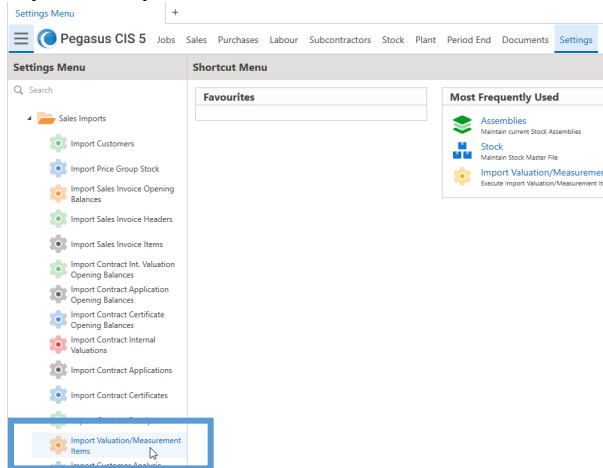 Settings Menu
+
Pegasus CIS 5 Jobs Sales Purchases Labour Subcontractors Stock Plant Period End Documents Settings
Settings Menu
Shortcut Menu
Search
Favourites
Most Frequently Used
Sales Imports
Assemblies
Maintain current Stock Assemblies
Stock
Maintain Stock Master File
Import Valuation/Measuremer
Execute Import Valuation/Measurement It
Import Customers
Import Price Group Stock
Import Sales Invoice Opening
Balances
Import Sales Invoice Headers
Import Sales Invoice Items
Import Contract Int. Valuation
Opening Balances
Import Contract Application
Opening Balances
Import Contract Certificate
Opening Balances
Import Contract Internal
Valuations
Import Contract Applications
Import Contract Certificates
Import Valuation/Measurement
Items
Import Customer Analysis